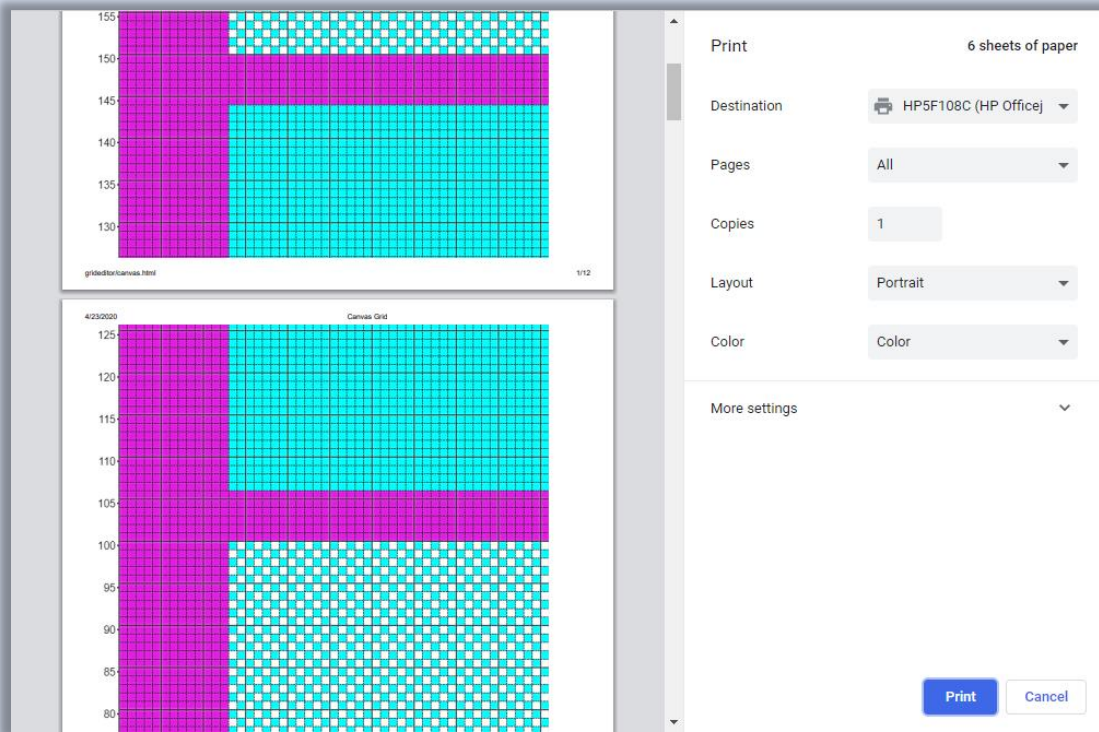 155
150
145
140
135
130
grideditor/canvas.html 1/12
4/23/2020 Canvas Grid
125
120
115
110
105
100
95
90
85
80
Print 6 sheets of paper
Destination HP5F108C (HP Officej
Pages All
Copies 1
Layout Portrait
Color Color
More settings
Print Cancel